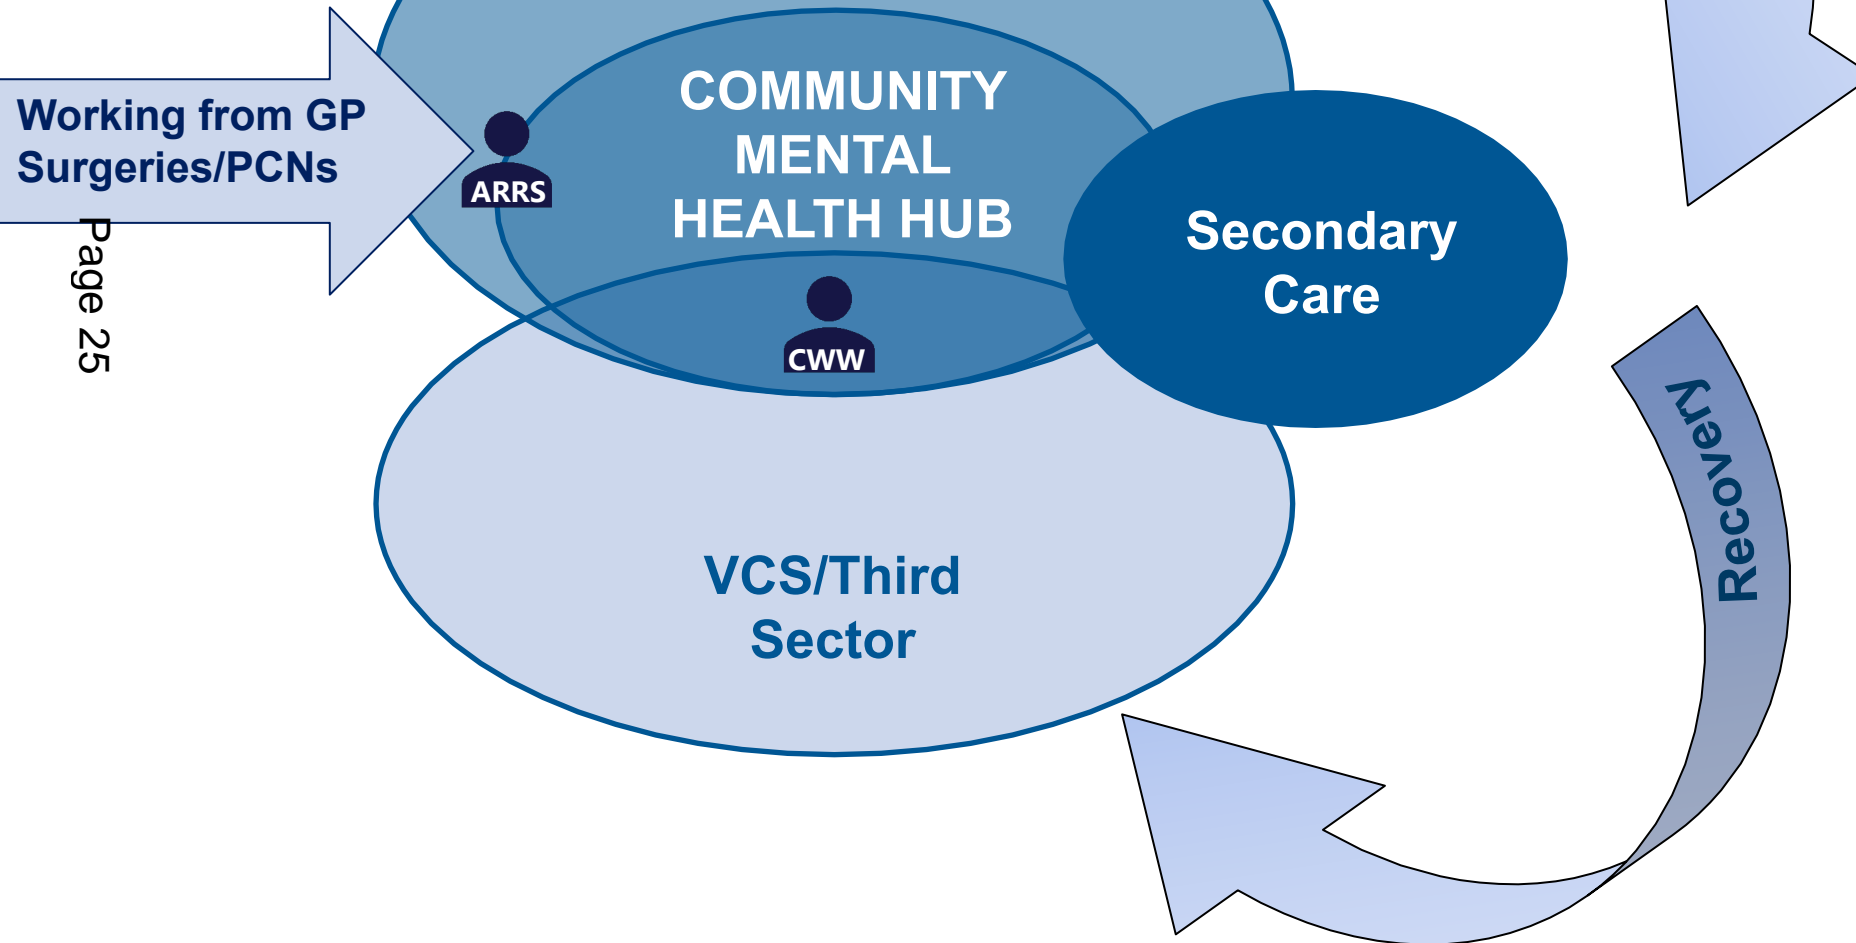 Working from GP
Surgeries/PCNs
ARRS
COMMUNITY
MENTAL
HEALTH HUB
Secondary
Care
CWW
VCS/Third
Sector
Recovery
Page 25